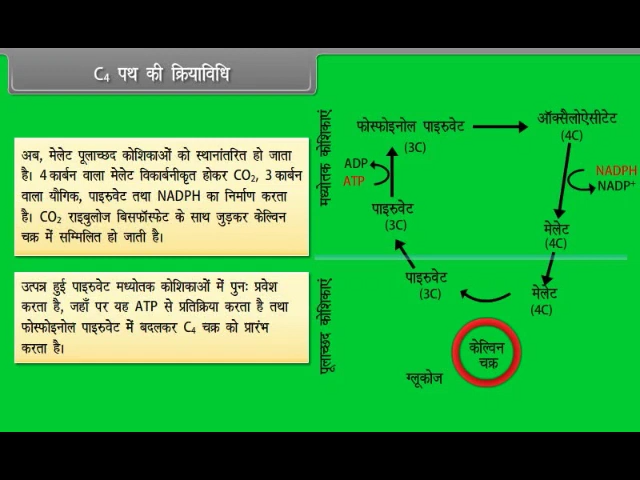 C₄ पथ की क्रियाविधि
अब, मेलेट पूलाच्छद कोशिकाओं को स्थानांतरित हो जाता
है। 4 कार्बन वाला मेलेट विकार्बनीकृत होकर CO₂, 3 कार्बन
वाला यौगिक, पाइरुवेट तथा NADPH का निर्माण करता
है। CO₂ राइबुलोज बिसफॉस्फेट के साथ जुड़कर केल्विन
चक्र में सम्मिलित हो जाती है।
उत्पन्न हुई पाइरुवेट मध्योतक कोशिकाओं में पुनः प्रवेश
करता है, जहाँ पर यह ATP से प्रतिक्रिया करता है तथा
फोस्फोइनोल पाइरुवेट में बदलकर C₄ चक्र को प्रारंभ
करता है।
मध्योतक कोशिकाएं
फोस्फोइनोल पाइरुवेट
(3C)
ऑक्सैलोऐसीटेट
(4C)
ADP
ATP
NADPH
NADP⁺
पाइरुवेट
(3C)
मेलेट
(4C)
पूलाच्छद कोशिकाएं
पाइरुवेट
(3C)
मेलेट
(4C)
केल्विन
चक्र
ग्लूकोज